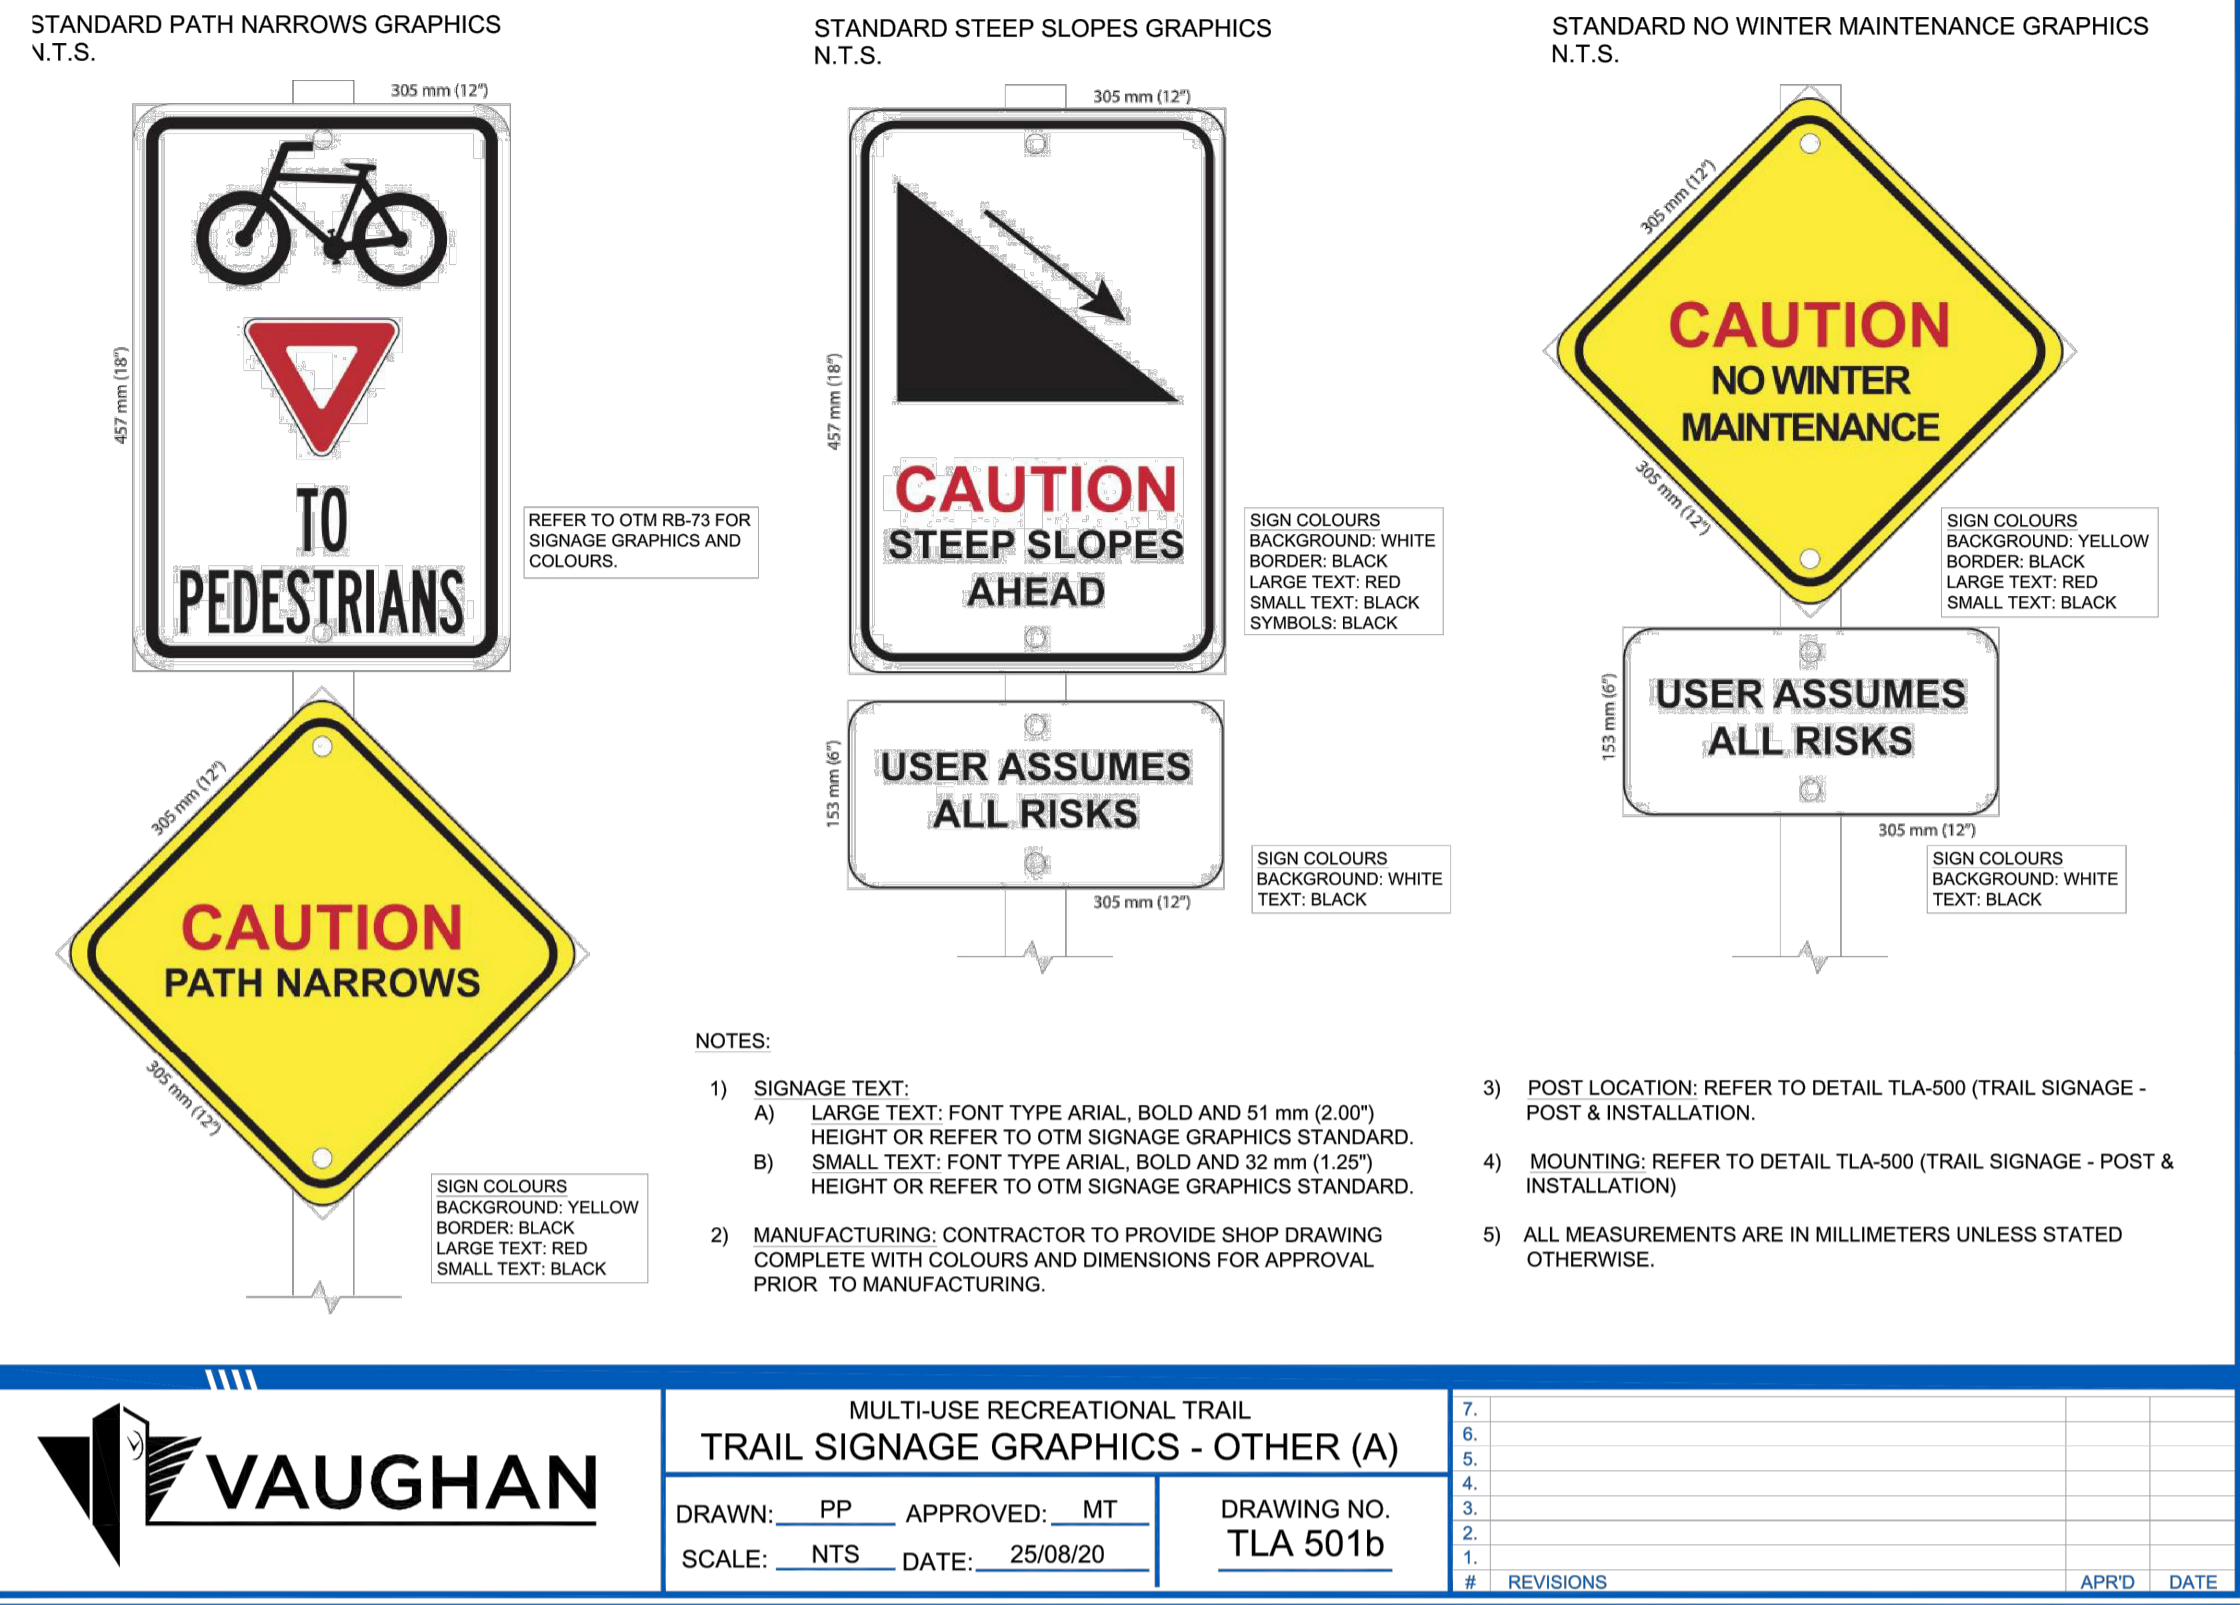 STANDARD PATH NARROWS GRAPHICS
N.T.S.
305 mm (12")
457 mm (18")
TO
PEDESTRIANS
REFER TO OTM RB-73 FOR
SIGNAGE GRAPHICS AND
COLOURS.
305 mm (12")
CAUTION
PATH NARROWS
305 mm (12")
SIGN COLOURS
BACKGROUND: YELLOW
BORDER: BLACK
LARGE TEXT: RED
SMALL TEXT: BLACK
STANDARD STEEP SLOPES GRAPHICS
N.T.S.
305 mm (12")
457 mm (18")
CAUTION
STEEP SLOPES
AHEAD
SIGN COLOURS
BACKGROUND: WHITE
BORDER: BLACK
LARGE TEXT: RED
SMALL TEXT: BLACK
SYMBOLS: BLACK
153 mm (6")
USER ASSUMES
ALL RISKS
305 mm (12")
SIGN COLOURS
BACKGROUND: WHITE
TEXT: BLACK
STANDARD NO WINTER MAINTENANCE GRAPHICS
N.T.S.
305 mm (12")
CAUTION
NO WINTER
MAINTENANCE
305 mm (12")
SIGN COLOURS
BACKGROUND: YELLOW
BORDER: BLACK
LARGE TEXT: RED
SMALL TEXT: BLACK
153 mm (6")
USER ASSUMES
ALL RISKS
305 mm (12")
SIGN COLOURS
BACKGROUND: WHITE
TEXT: BLACK
NOTES:
1) SIGNAGE TEXT:
A) LARGE TEXT: FONT TYPE ARIAL, BOLD AND 51 mm (2.00")
HEIGHT OR REFER TO OTM SIGNAGE GRAPHICS STANDARD.
B) SMALL TEXT: FONT TYPE ARIAL, BOLD AND 32 mm (1.25")
HEIGHT OR REFER TO OTM SIGNAGE GRAPHICS STANDARD.
2) MANUFACTURING: CONTRACTOR TO PROVIDE SHOP DRAWING
COMPLETE WITH COLOURS AND DIMENSIONS FOR APPROVAL
PRIOR TO MANUFACTURING.
3) POST LOCATION: REFER TO DETAIL TLA-500 (TRAIL SIGNAGE -
POST & INSTALLATION.
4) MOUNTING: REFER TO DETAIL TLA-500 (TRAIL SIGNAGE - POST &
INSTALLATION)
5) ALL MEASUREMENTS ARE IN MILLIMETERS UNLESS STATED
OTHERWISE.
VAUGHAN
MULTI-USE RECREATIONAL TRAIL
TRAIL SIGNAGE GRAPHICS - OTHER (A)
DRAWN: PP APPROVED: MT
SCALE: NTS DATE: 25/08/20
DRAWING NO.
TLA 501b
7.
6.
5.
4.
3.
2.
1.
# REVISIONS APR'D DATE